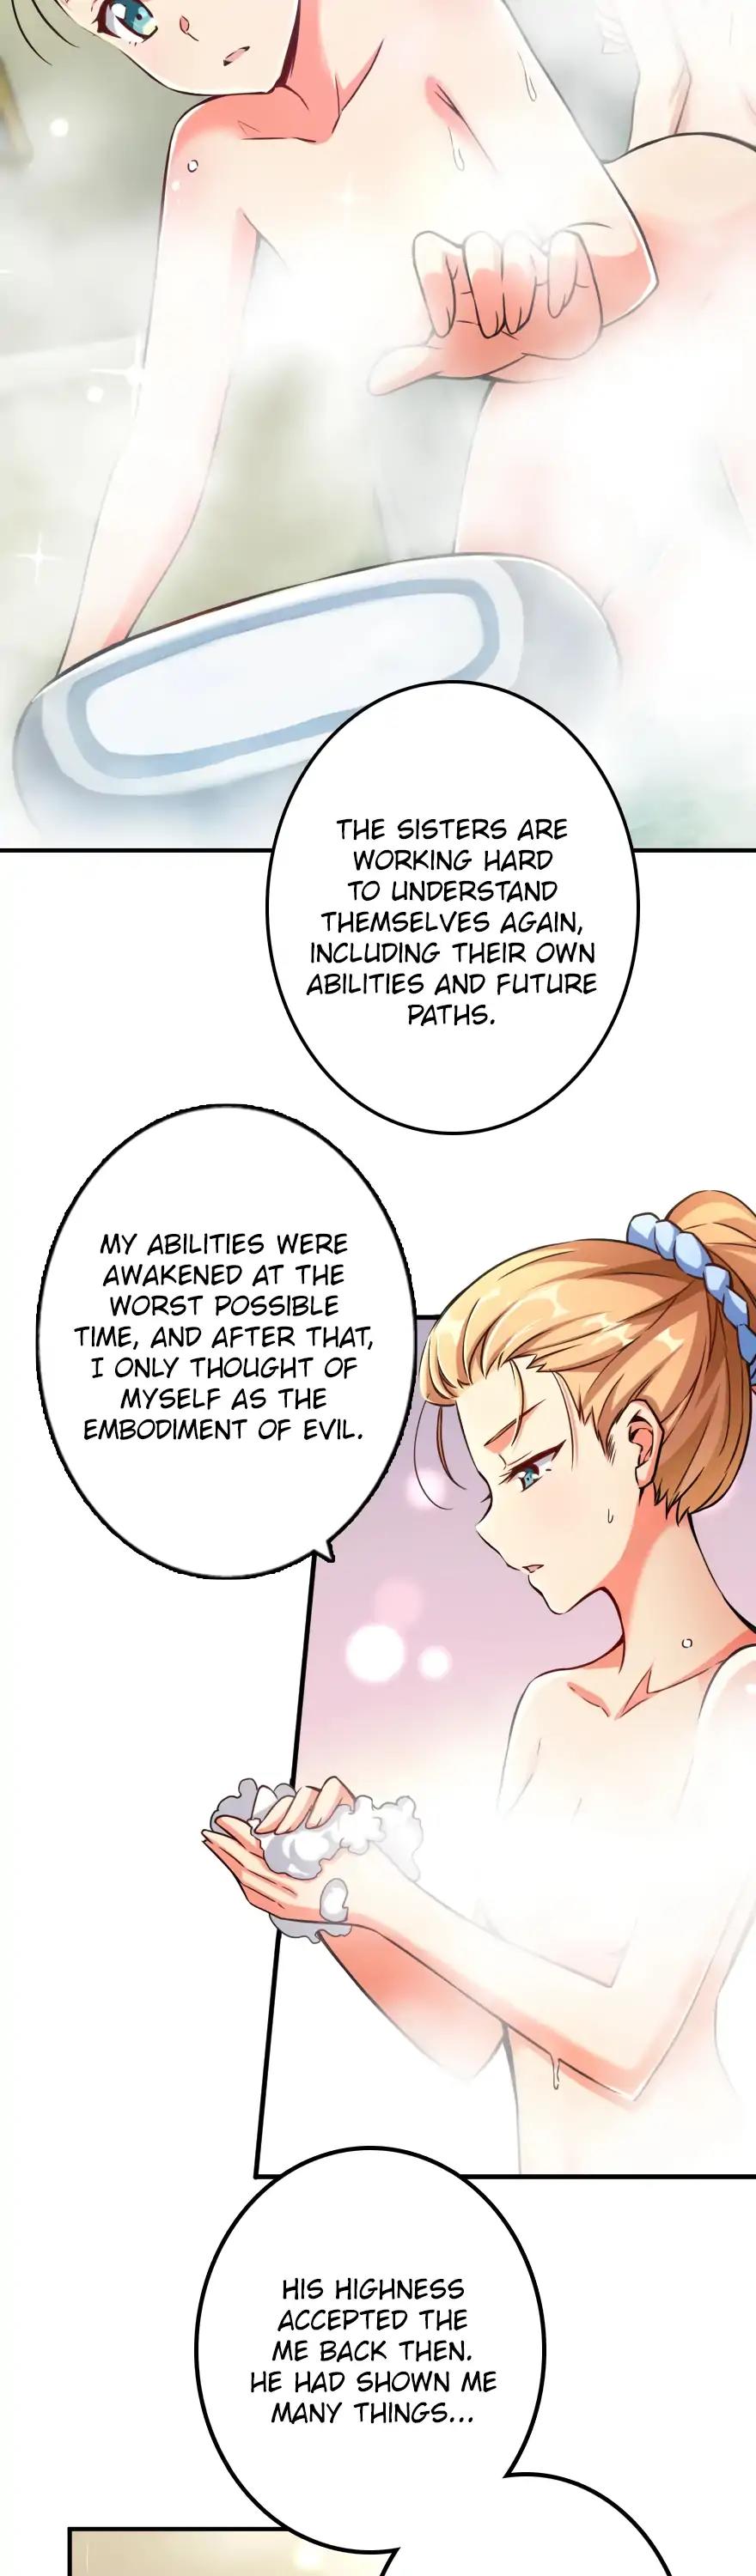 THE SISTERS ARE
WORKING HARD
TO UNDERSTAND
THEMSELVES AGAIN,
INCLUDING THEIR OWN
ABILITIES AND FUTURE
PATHS.
MY ABILITIES WERE
AWAKENED AT THE
WORST POSSIBLE
TIME, AND AFTER THAT,
I ONLY THOUGHT OF
MYSELF AS THE
EMBODIMENT OF EVIL.
HIS HIGHNESS
ACCEPTED THE
ME BACK THEN.
HE HAD SHOWN ME
MANY THINGS...